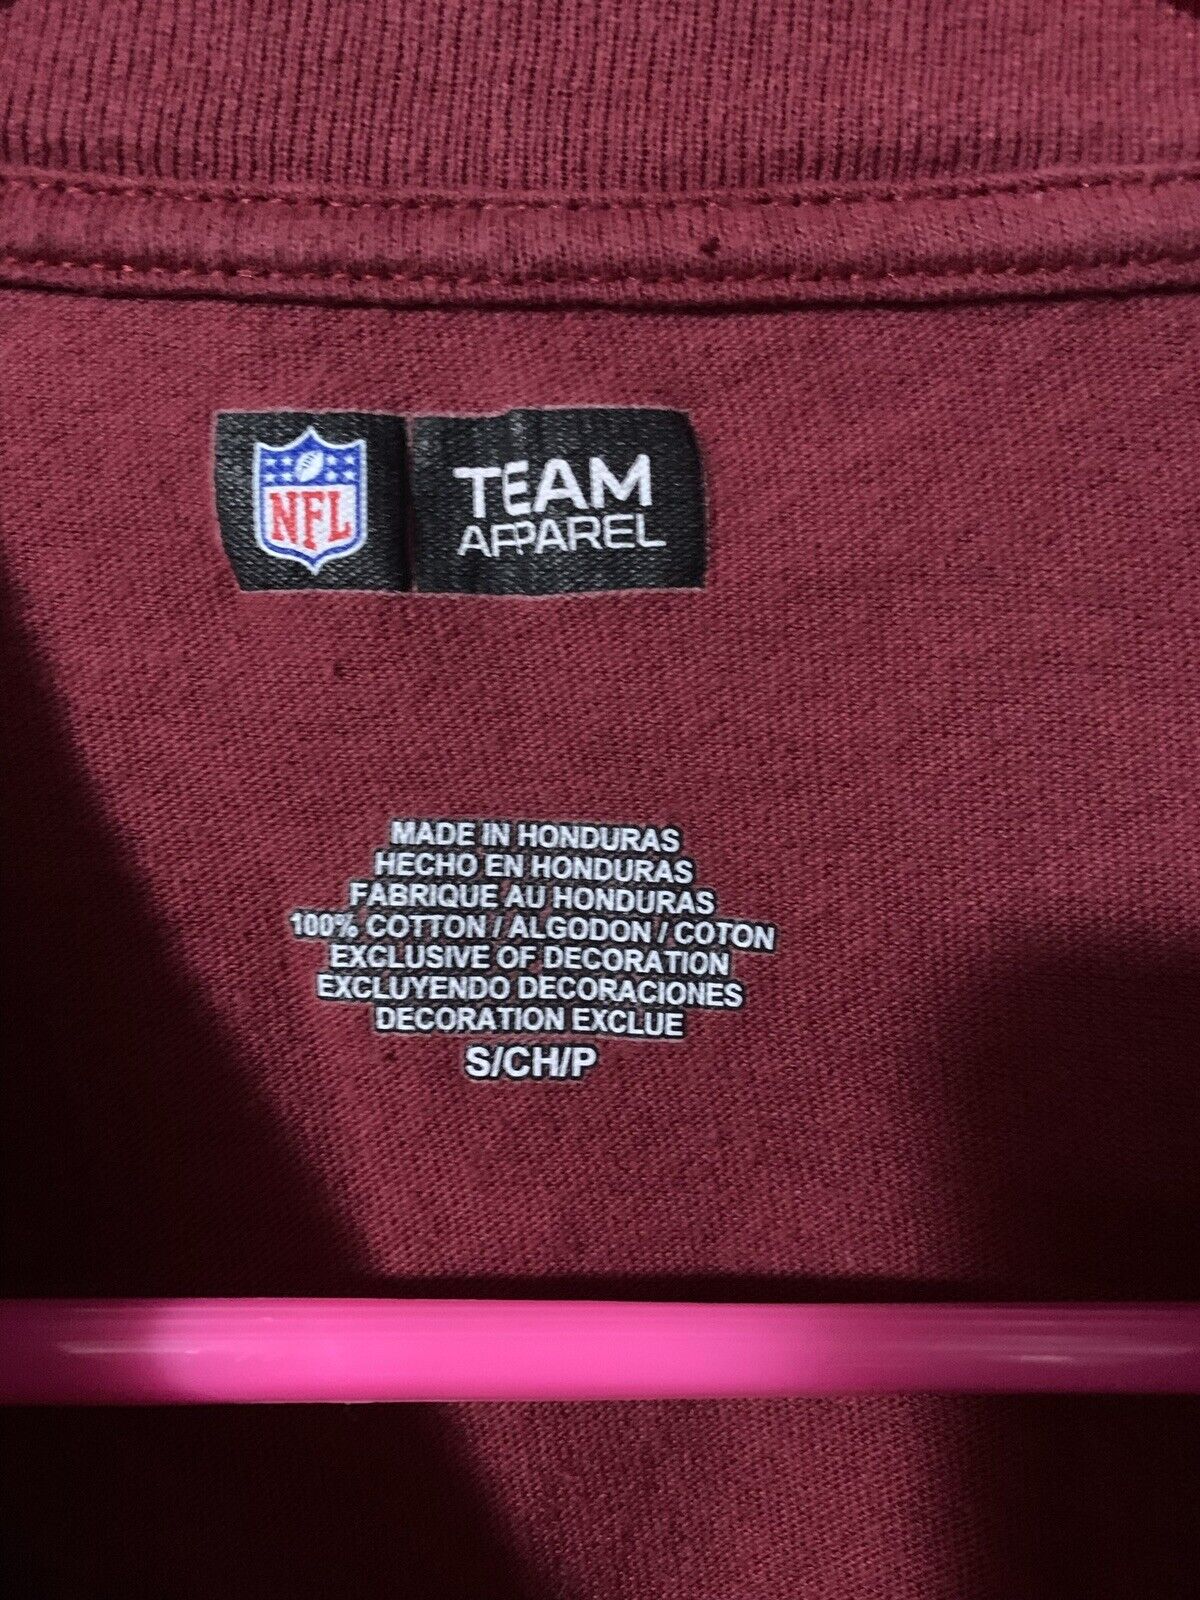 NFL
TEAM
APPAREL
MADE IN HONDURAS
HECHO EN HONDURAS
FABRIQUE AU HONDURAS
100% COTTON / ALGODON / COTON
EXCLUSIVE OF DECORATION
EXCLUYENDO DECORACIONES
DECORATION EXCLUE
S/CH/P